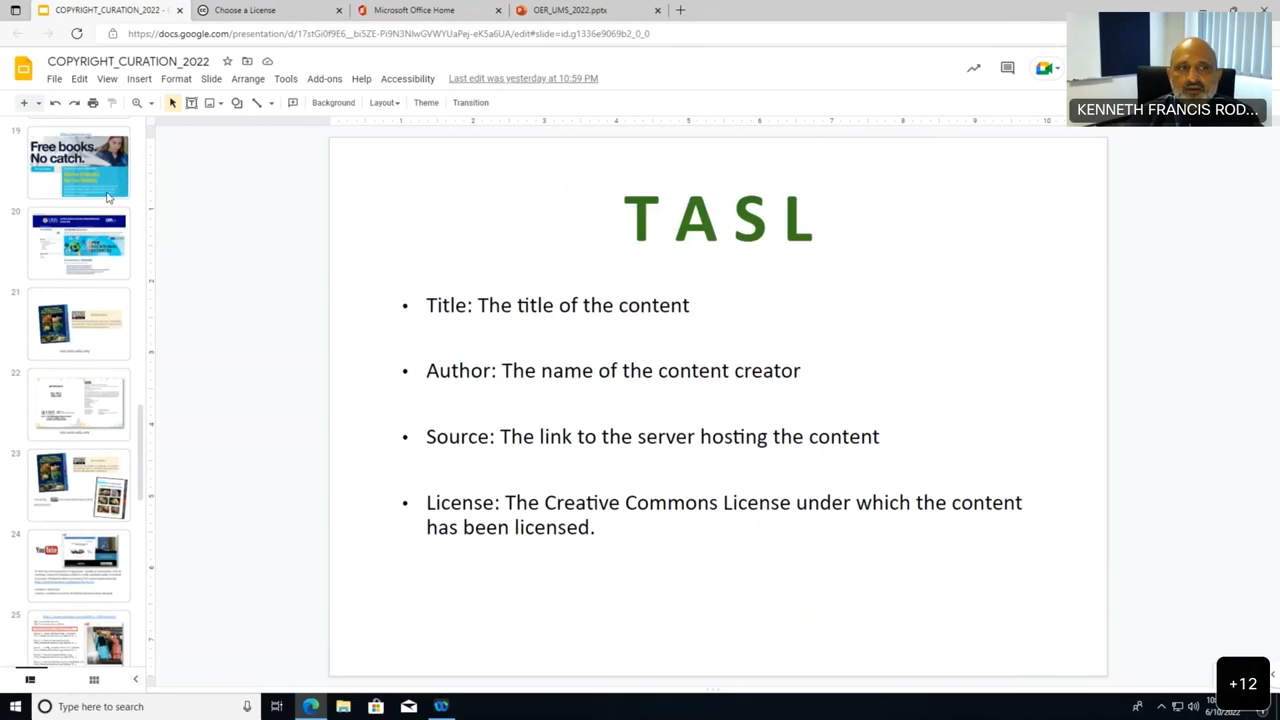 COPYRIGHT_CURATION_2022 -
Choose a License
Microsoft Office Home
OER_UMS_2022.pptx
https://docs.google.com/presentation/d/17stGi0f9E6__bi5ZE-Pi9N3NlwGVWYUaPej-eK5a6UA/edit#slide=id.g1336e9069b2_0_0
COPYRIGHT_CURATION_2022
File Edit View Insert Format Slide Arrange Tools Add-ons Help Accessibility Last edit was yesterday at 10:59 PM
Background Layout Theme Transition
KENNETH FRANCIS ROD...
19
Free books.
No catch.
20
21
22
23
24
YouTube
25
T A S L
• Title: The title of the content
• Author: The name of the content creator
• Source: The link to the server hosting the content
• License: The Creative Commons License under which the content
has been licensed.
+12
Type here to search
6/10/2022